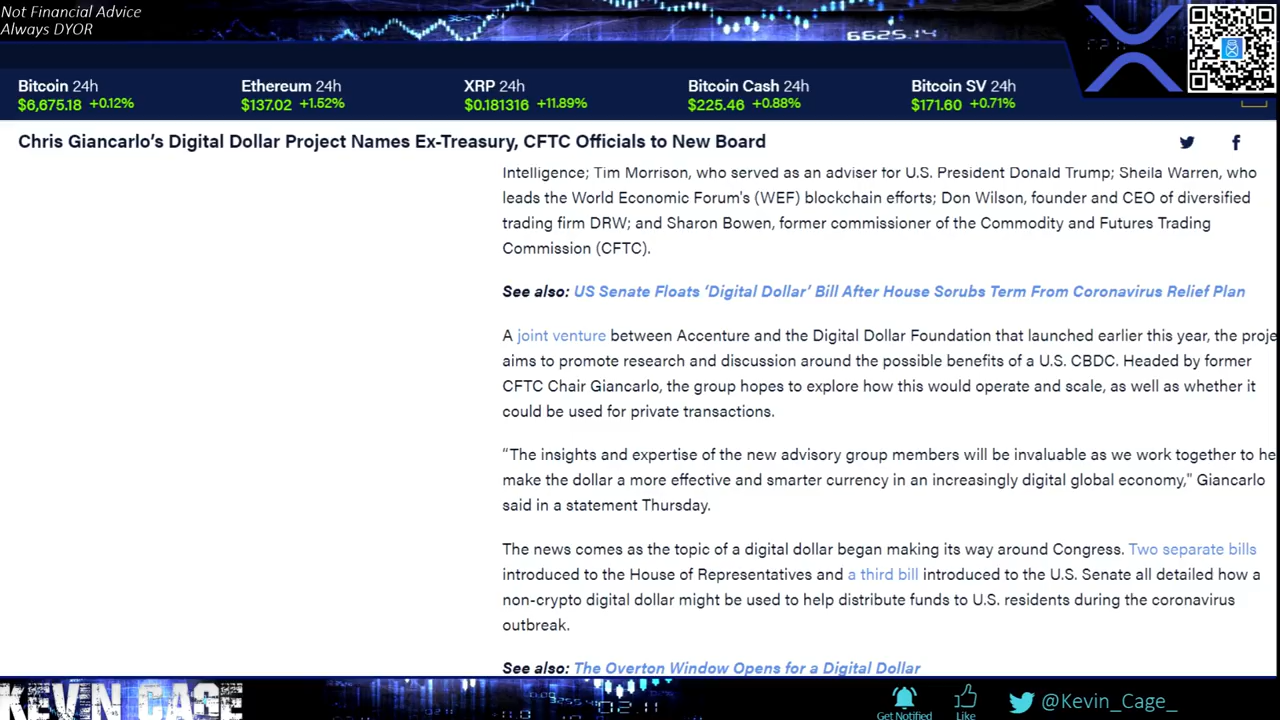 Not Financial Advice
Always DYOR
6625.14
Bitcoin 24h
$6,675.18 +0.12%
Ethereum 24h
$137.02 +1.52%
XRP 24h
$0.181316 +11.89%
Bitcoin Cash 24h
$225.46 +0.88%
Bitcoin SV 24h
$171.60 +0.71%
Chris Giancarlo’s Digital Dollar Project Names Ex-Treasury, CFTC Officials to New Board
Intelligence; Tim Morrison, who served as an adviser for U.S. President Donald Trump; Sheila Warren, who
leads the World Economic Forum’s (WEF) blockchain efforts; Don Wilson, founder and CEO of diversified
trading firm DRW; and Sharon Bowen, former commissioner of the Commodity and Futures Trading
Commission (CFTC).
See also: US Senate Floats ‘Digital Dollar’ Bill After House Scrubs Term From Coronavirus Relief Plan
A joint venture between Accenture and the Digital Dollar Foundation that launched earlier this year, the proje
aims to promote research and discussion around the possible benefits of a U.S. CBDC. Headed by former
CFTC Chair Giancarlo, the group hopes to explore how this would operate and scale, as well as whether it
could be used for private transactions.
“The insights and expertise of the new advisory group members will be invaluable as we work together to he
make the dollar a more effective and smarter currency in an increasingly digital global economy,” Giancarlo
said in a statement Thursday.
The news comes as the topic of a digital dollar began making its way around Congress. Two separate bills
introduced to the House of Representatives and a third bill introduced to the U.S. Senate all detailed how a
non-crypto digital dollar might be used to help distribute funds to U.S. residents during the coronavirus
outbreak.
See also: The Overton Window Opens for a Digital Dollar
KEVIN CAGE
Get Notified
Like
@Kevin_Cage_